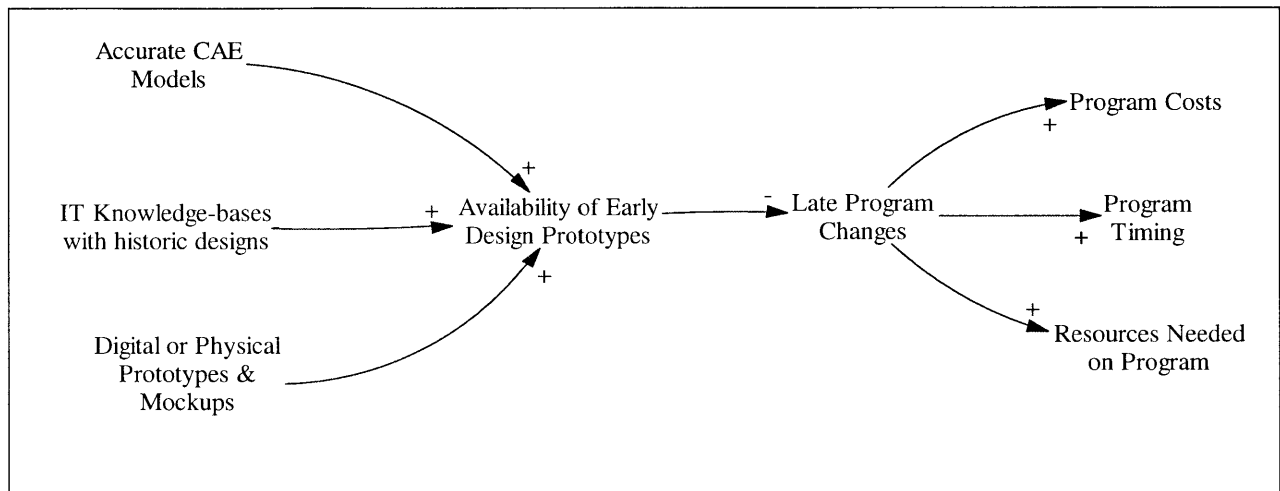 Accurate CAE
Models
+
IT Knowledge-bases
with historic designs
+
Digital or Physical
Prototypes &
Mockups
+
Availability of Early
Design Prototypes
-
Late Program
Changes
+
Program Costs
+
Program
Timing
+
Resources Needed
on Program